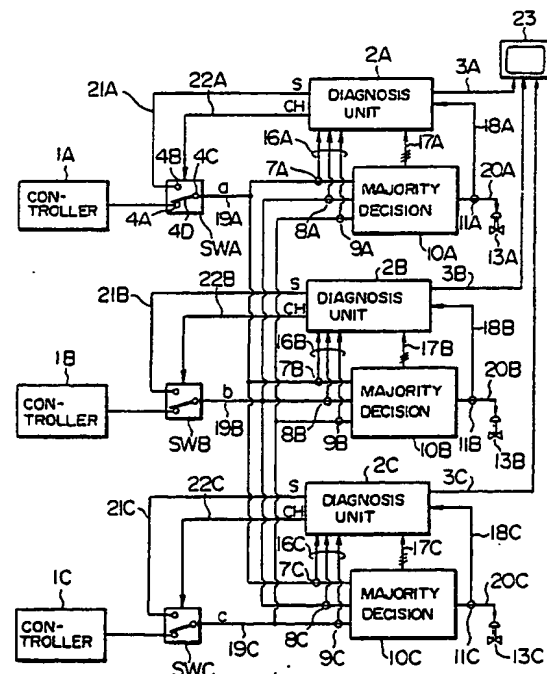 23
2A
3A
21A
22A
S
CH
DIAGNOSIS
UNIT
1A
4B
4C
16A
17A
18A
7A
20A
CON-
TROLLER
a
MAJORITY
DECISION
4A
19A
8A
11A
4D
SWA
9A
13A
10A
2B
3B
21B
22B
S
CH
DIAGNOSIS
UNIT
18B
16B
17B
1B
7B
20B
CON-
TROLLER
b
MAJORITY
DECISION
19B
8B
11B
SWB
9B
13B
10B
2C
3C
21C
22C
S
CH
DIAGNOSIS
UNIT
18C
16C
17C
1C
7C
20C
CON-
TROLLER
c
MAJORITY
DECISION
19C
8C
11C
SWC
9C
13C
10C